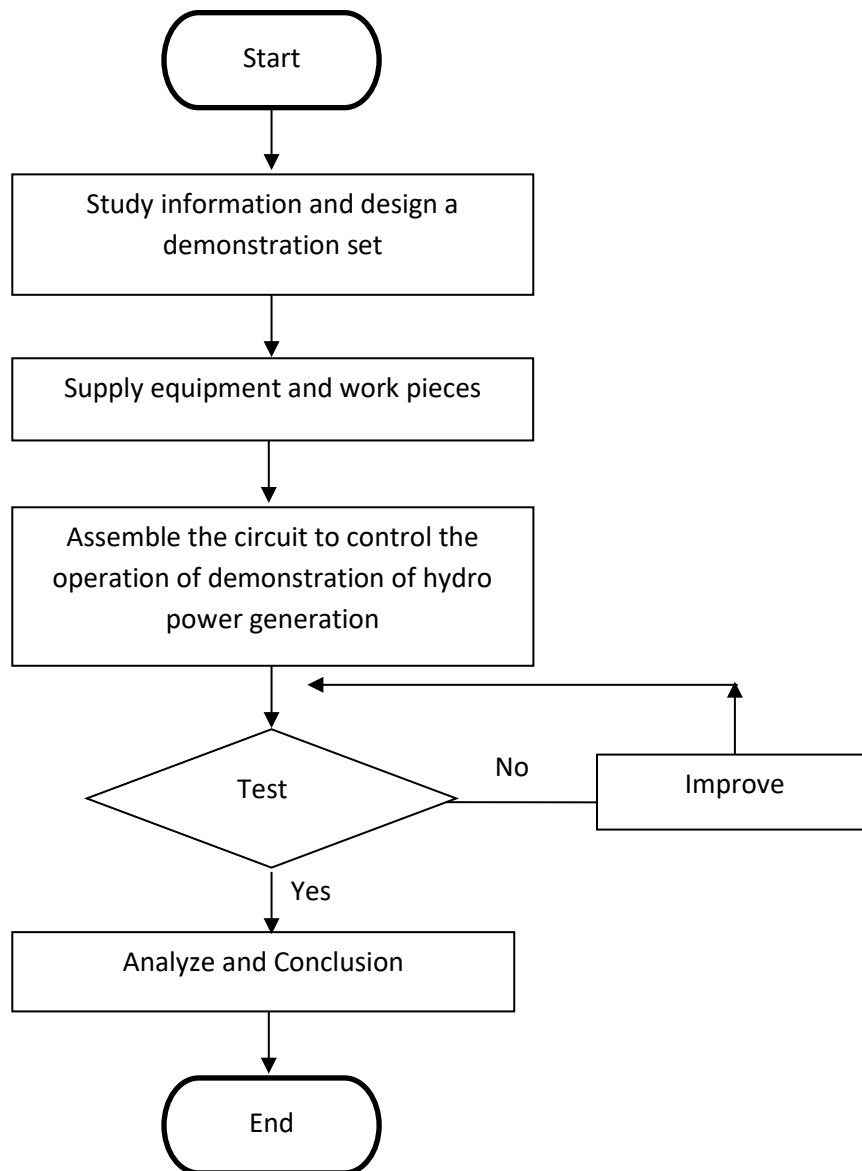 Start
Study information and design a
demonstration set
Supply equipment and work pieces
Assemble the circuit to control the
operation of demonstration of hydro
power generation
Test
No
Improve
Yes
Analyze and Conclusion
End